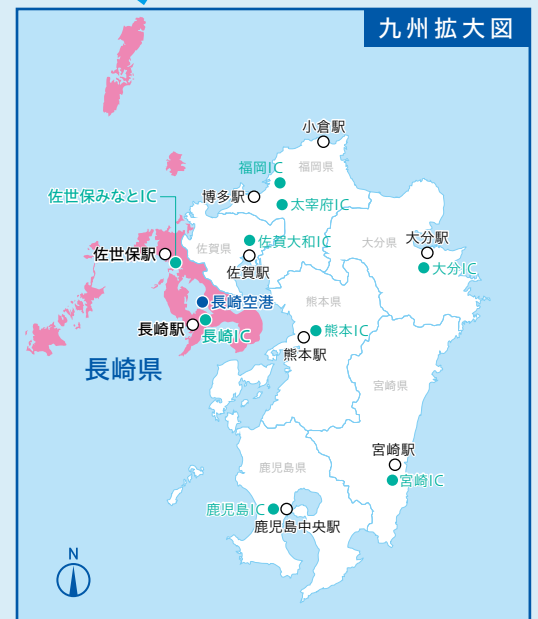 九州拡大図
小倉駅
福岡IC
福岡県
佐世保みなとIC
博多駅
太宰府IC
佐世保駅
佐賀県
佐賀大和IC
大分県
大分駅
佐賀駅
大分IC
長崎空港
熊本県
長崎駅
長崎IC
熊本IC
熊本駅
長崎県
宮崎県
宮崎駅
鹿児島県
宮崎IC
鹿児島IC
鹿児島中央駅
N